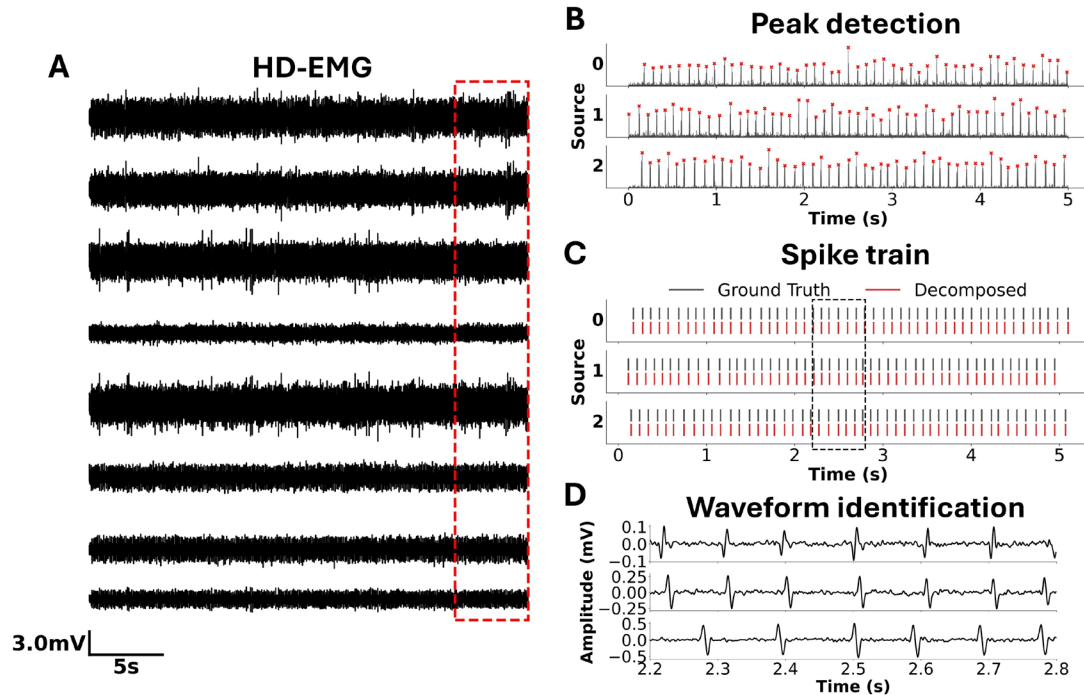 A
HD-EMG
3.0mV
5s
B
Peak detection
0
1
2
Source
0 1 2 3 4 5
Time (s)
C
Spike train
Ground Truth Decomposed
0
1
2
Source
0 1 2 3 4 5
Time (s)
D
Waveform identification
0.1
0.0
−0.1
0.25
0.00
−0.25
0.5
0.0
−0.5
Amplitude (mV)
2.2 2.3 2.4 2.5 2.6 2.7 2.8
Time (s)